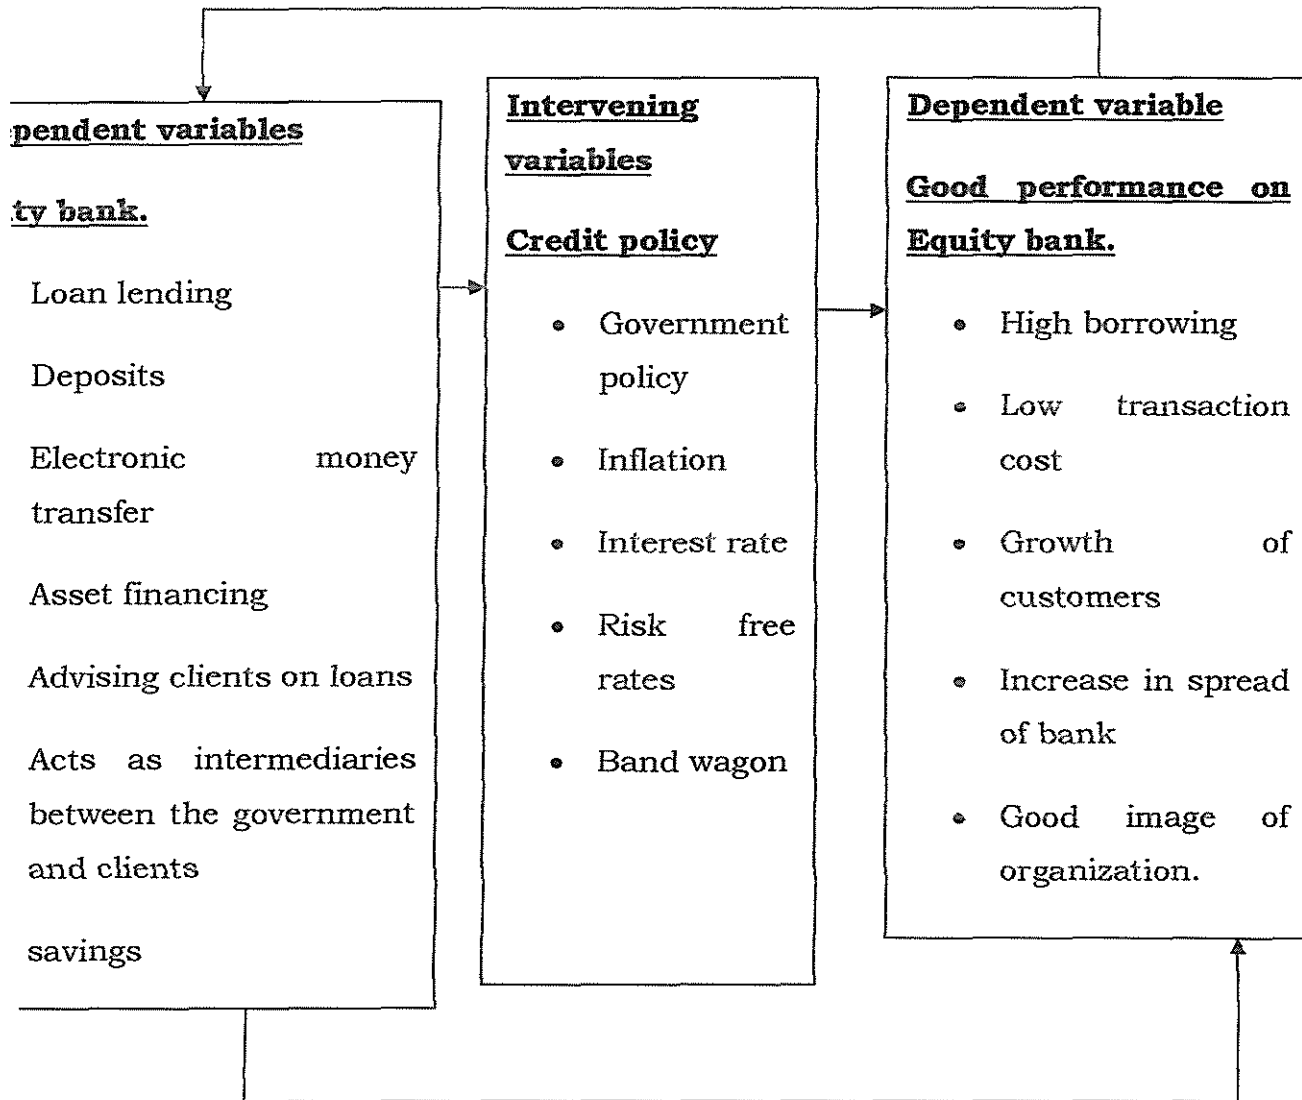 pendent variables
ty bank.
Loan lending
Deposits
Electronic money
transfer
Asset financing
Advising clients on loans
Acts as intermediaries
between the government
and clients
savings
Intervening
variables
Credit policy
• Government
policy
• Inflation
• Interest rate
• Risk free
rates
• Band wagon
Dependent variable
Good performance on
Equity bank.
• High borrowing
• Low transaction
cost
• Growth of
customers
• Increase in spread
of bank
• Good image of
organization.